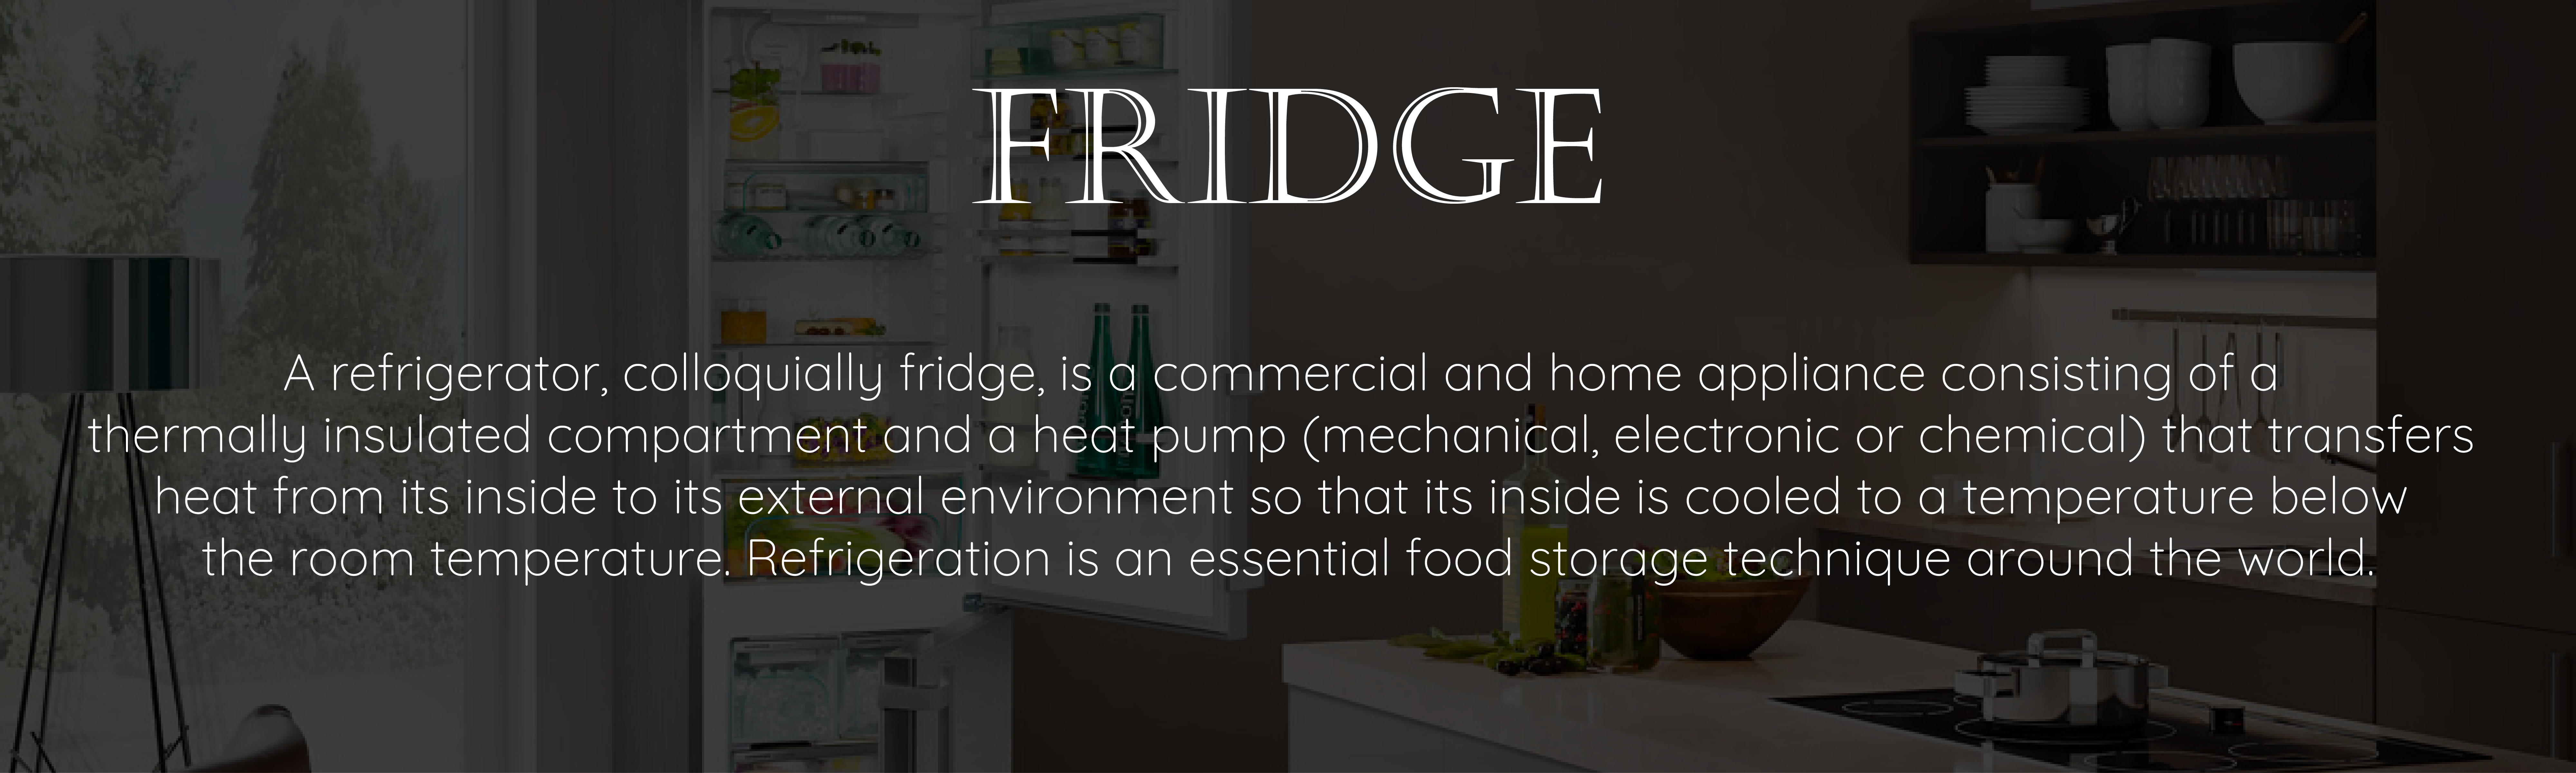 FRIDGE
A refrigerator, colloquially fridge, is a commercial and home appliance consisting of a
thermally insulated compartment and a heat pump (mechanical, electronic or chemical) that transfers
heat from its inside to its external environment so that its inside is cooled to a temperature below
the room temperature. Refrigeration is an essential food storage technique around the world.